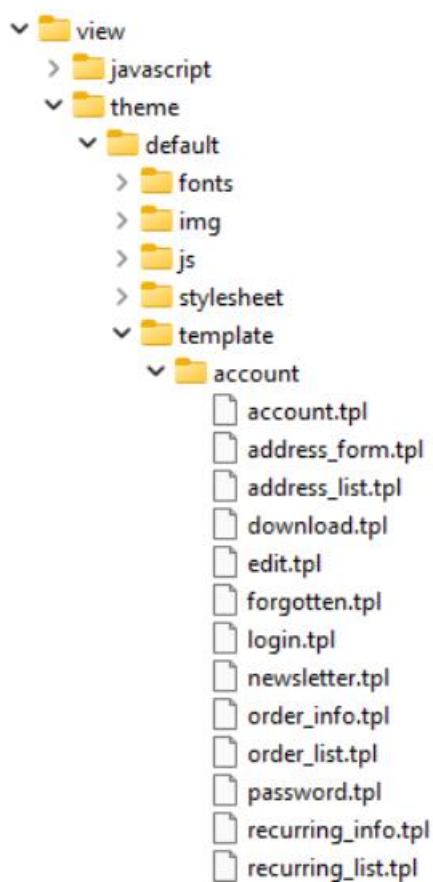 view
javascript
theme
default
fonts
img
js
stylesheet
template
account
account.tpl
address_form.tpl
address_list.tpl
download.tpl
edit.tpl
forgotten.tpl
login.tpl
newsletter.tpl
order_info.tpl
order_list.tpl
password.tpl
recurring_info.tpl
recurring_list.tpl